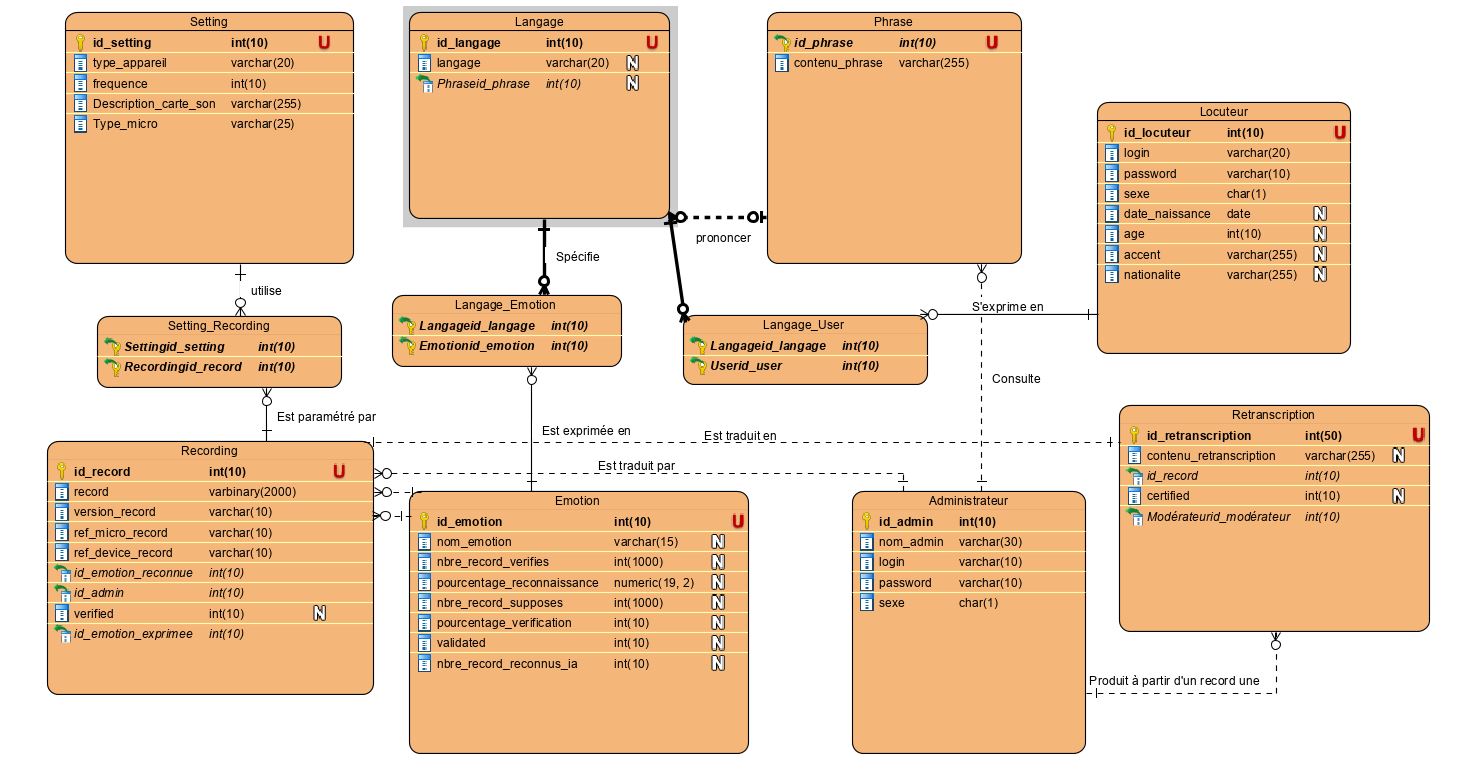 Setting
id_setting int(10) U
type_appareil varchar(20)
frequence int(10)
Description_carte_son varchar(255)
Type_micro varchar(25)
Langage
id_langage int(10) U
langage varchar(20) N
Phraseid_phrase int(10) N
Phrase
id_phrase int(10) U
contenu_phrase varchar(255)
Locuteur
id_locuteur int(10) U
login varchar(20)
password varchar(10)
sexe char(1)
date_naissance date N
age int(10) N
accent varchar(255) N
nationalite varchar(255) N
prononcer
Spécifie
utilise
S'exprime en
Setting_Recording
Settingid_setting int(10)
Recordingid_record int(10)
Langage_Emotion
Langageid_langage int(10)
Emotionid_emotion int(10)
Langage_User
Langageid_langage int(10)
Userid_user int(10)
Consulte
Est paramétré par
Est exprimée en
Est traduit en
Est traduit par
Recording
id_record int(10) U
record varbinary(2000)
version_record varchar(10)
ref_micro_record varchar(10)
ref_device_record varchar(10)
id_emotion_reconnue int(10)
id_admin int(10)
verified int(10) N
id_emotion_exprimee int(10)
Emotion
id_emotion int(10) U
nom_emotion varchar(15) N
nbre_record_verifies int(1000) N
pourcentage_reconnaissance numeric(19, 2) N
nbre_record_supposes int(1000) N
pourcentage_verification int(10) N
validated int(10) N
nbre_record_reconnus_ia int(10) N
Administrateur
id_admin int(10)
nom_admin varchar(30)
login varchar(10)
password varchar(10)
sexe char(1)
Retranscription
id_retranscription int(50) U
contenu_retranscription varchar(255) N
id_record int(10)
certified int(10) N
Modérateurid_modérateur int(10)
Produit à partir d'un record une